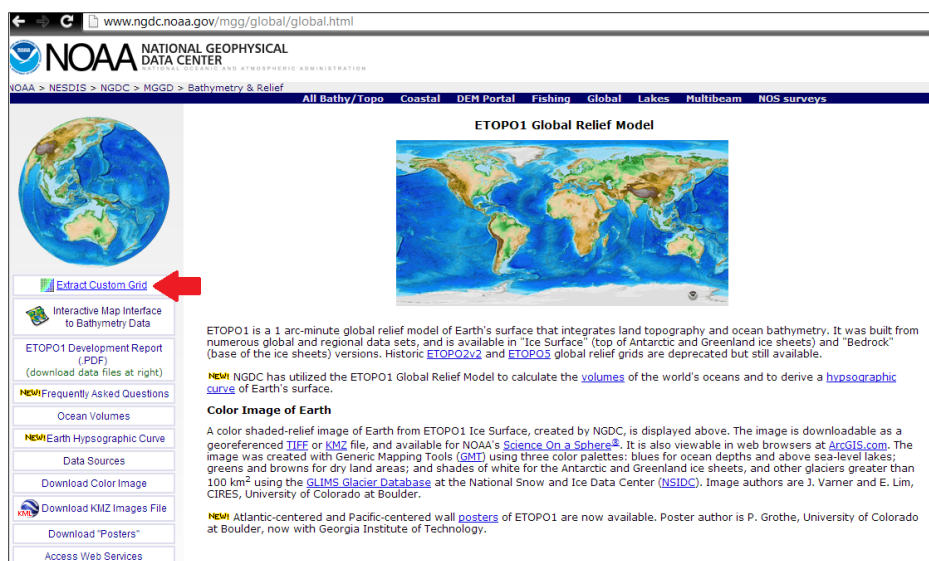 www.ngdc.noaa.gov/mgg/global/global.html
NOAA NATIONAL GEOPHYSICAL
DATA CENTER
NATIONAL OCEANIC AND ATMOSPHERIC ADMINISTRATION
NOAA > NESDIS > NGDC > MGGD > Bathymetry & Relief
All Bathy/Topo Coastal DEM Portal Fishing Global Lakes Multibeam NOS surveys
Extract Custom Grid
Interactive Map Interface
to Bathymetry Data
ETOPO1 Development Report
(.PDF)
(download data files at right)
NEW! Frequently Asked Questions
Ocean Volumes
NEW! Earth Hypsographic Curve
Data Sources
Download Color Image
KML Download KMZ Images File
Download "Posters"
Access Web Services
ETOPO1 Global Relief Model
ETOPO1 is a 1 arc-minute global relief model of Earth's surface that integrates land topography and ocean bathymetry. It was built from
numerous global and regional data sets, and is available in "Ice Surface" (top of Antarctic and Greenland ice sheets) and "Bedrock"
(base of the ice sheets) versions. Historic ETOPO2v2 and ETOPO5 global relief grids are deprecated but still available.
NEW! NGDC has utilized the ETOPO1 Global Relief Model to calculate the volumes of the world's oceans and to derive a hypsographic
curve of Earth's surface.
Color Image of Earth
A color shaded-relief image of Earth from ETOPO1 Ice Surface, created by NGDC, is displayed above. The image is downloadable as a
georeferenced TIFF or KMZ file, and available for NOAA's Science On a Sphere®. It is also viewable in web browsers at ArcGIS.com. The
image was created with Generic Mapping Tools (GMT) using three color palettes: blues for ocean depths and above sea-level lakes;
greens and browns for dry land areas; and shades of white for the Antarctic and Greenland ice sheets, and other glaciers greater than
100 km² using the GLIMS Glacier Database at the National Snow and Ice Data Center (NSIDC). Image authors are J. Varner and E. Lim,
CIRES, University of Colorado at Boulder.
NEW! Atlantic-centered and Pacific-centered wall posters of ETOPO1 are now available. Poster author is P. Grothe, University of Colorado
at Boulder, now with Georgia Institute of Technology.